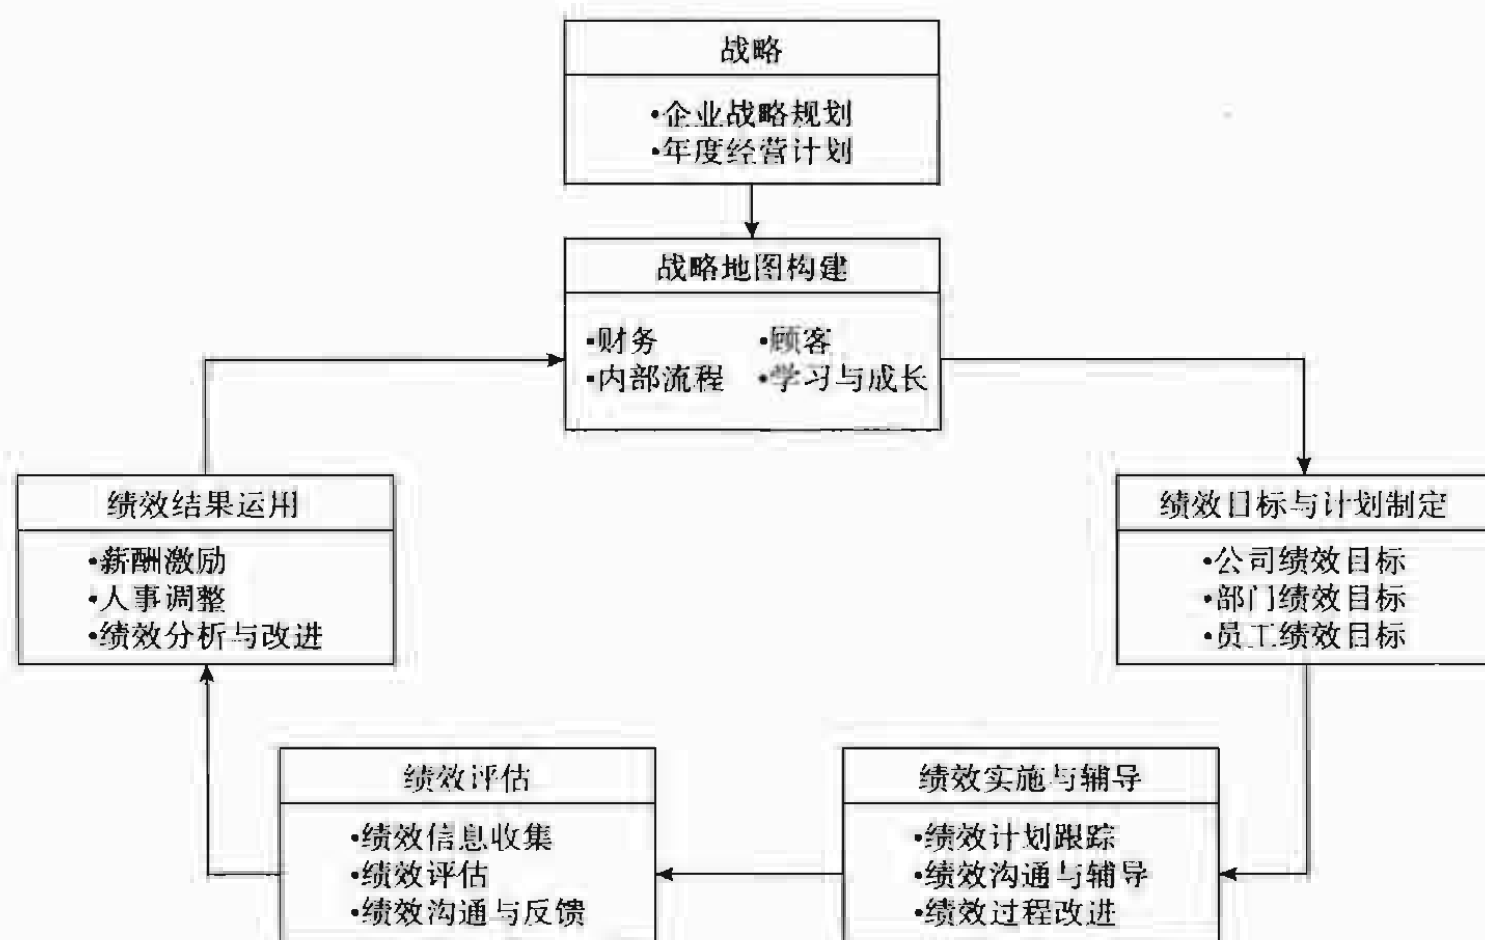 战略
•企业战略规划
•年度经营计划
战略地图构建
•财务 •顾客
•内部流程 •学习与成长
绩效结果运用
•薪酬激励
•人事调整
•绩效分析与改进
绩效目标与计划制定
•公司绩效目标
•部门绩效目标
•员工绩效目标
绩效评估
•绩效信息收集
•绩效评估
•绩效沟通与反馈
绩效实施与辅导
•绩效计划跟踪
•绩效沟通与辅导
•绩效过程改进